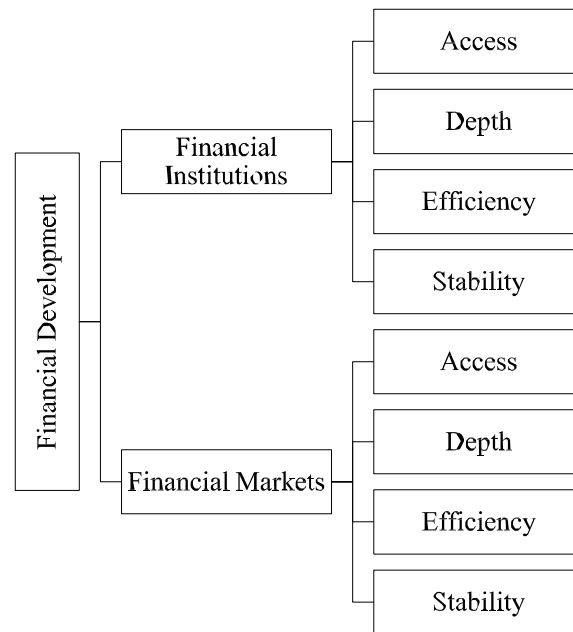 Financial Development
Financial
Institutions
Access
Depth
Efficiency
Stability
Financial Markets
Access
Depth
Efficiency
Stability